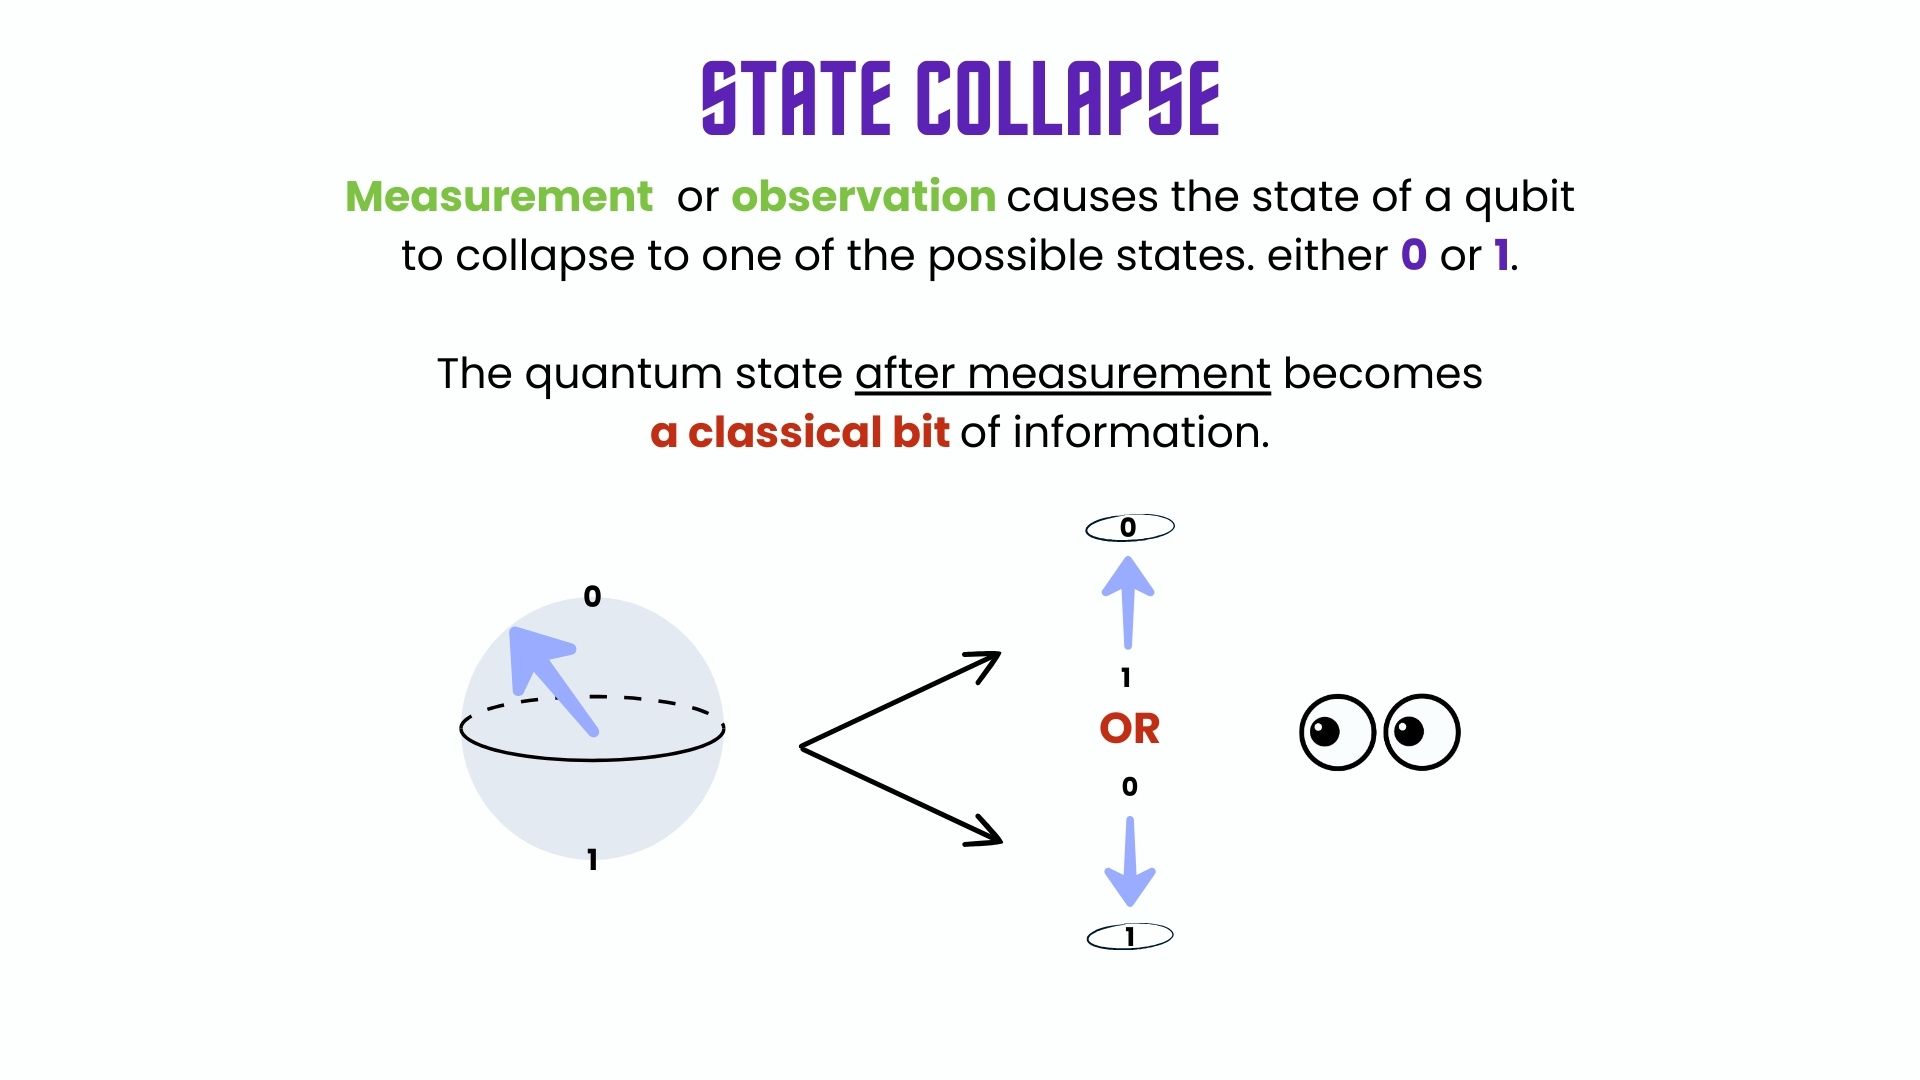 STATE COLLAPSE
Measurement or observation causes the state of a qubit
to collapse to one of the possible states. either 0 or 1.
The quantum state after measurement becomes
a classical bit of information.
0
1
0
1
OR
0
1